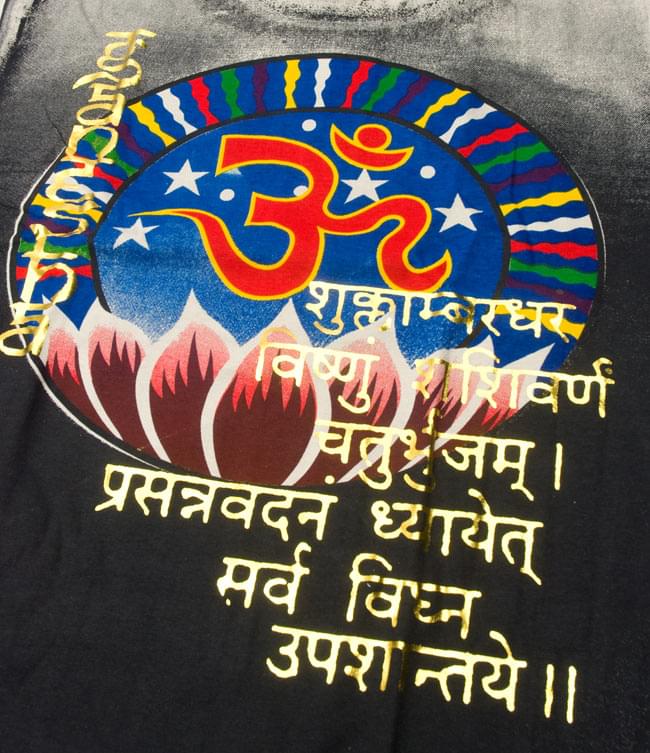 ॐ
शुक्लाम्बरधर
विष्णुं शशिवर्णं
चतुर्भुजम् ।
प्रसन्नवदन ध्यायेत्
सर्व विघ्न
उपशान्तये ॥